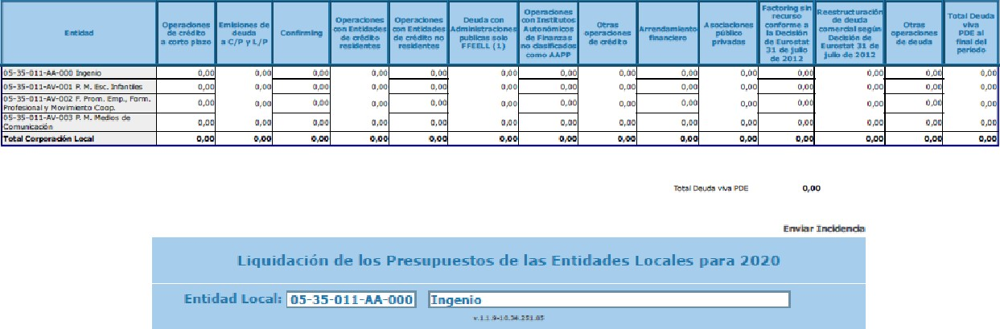 Entidad
Operaciones de crédito a corto plazo
Emisiones de deuda a C/P y L/P
Confirming
Operaciones con Entidades de crédito residentes
Operaciones con Entidades de crédito no residentes
Deuda con Administraciones publicas solo FFEELL (1)
Operaciones con Institutos Autonómicos de Finanzas no clasificados como AAPP
Otras operaciones de crédito
Arrendamiento financiero
Asociaciones público privadas
Factoring sin recurso conforme a la Decisión de Eurostat 31 de julio de 2012
Reestructuración de deuda comercial según Decisión de Eurostat 31 de julio de 2012
Otras operaciones de deuda
Total Deuda viva PDE al final del periodo
05-35-011-AA-000 Ingenio 0,00 0,00 0,00 0,00 0,00 0,00 0,00 0,00 0,00 0,00 0,00 0,00 0,00 0,00
05-35-011-AV-001 P. M. Esc. Infantiles 0,00 0,00 0,00 0,00 0,00 0,00 0,00 0,00 0,00 0,00 0,00 0,00 0,00 0,00
05-35-011-AV-002 F. Prom. Emp., Form.
Profesional y Movimiento Coop. 0,00 0,00 0,00 0,00 0,00 0,00 0,00 0,00 0,00 0,00 0,00 0,00 0,00 0,00
05-35-011-AV-003 P. M. Medios de
Comunicación 0,00 0,00 0,00 0,00 0,00 0,00 0,00 0,00 0,00 0,00 0,00 0,00 0,00 0,00
Total Corporación Local 0,00 0,00 0,00 0,00 0,00 0,00 0,00 0,00 0,00 0,00 0,00 0,00 0,00 0,00
Total Deuda viva PDE 0,00
Enviar Incidencia
Liquidación de los Presupuestos de las Entidades Locales para 2020
Entidad Local: 05-35-011-AA-000 Ingenio
v.1.1.9-10.34.251.85